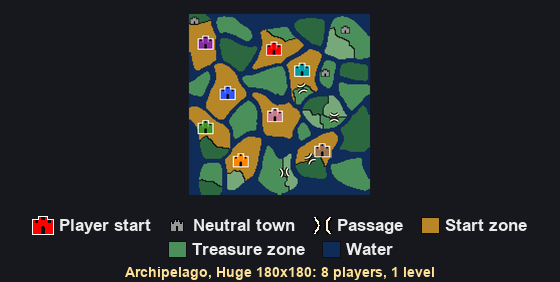 Player start Neutral town Passage Start zone
Treasure zone Water
Archipelago, Huge 180x180: 8 players, 1 level